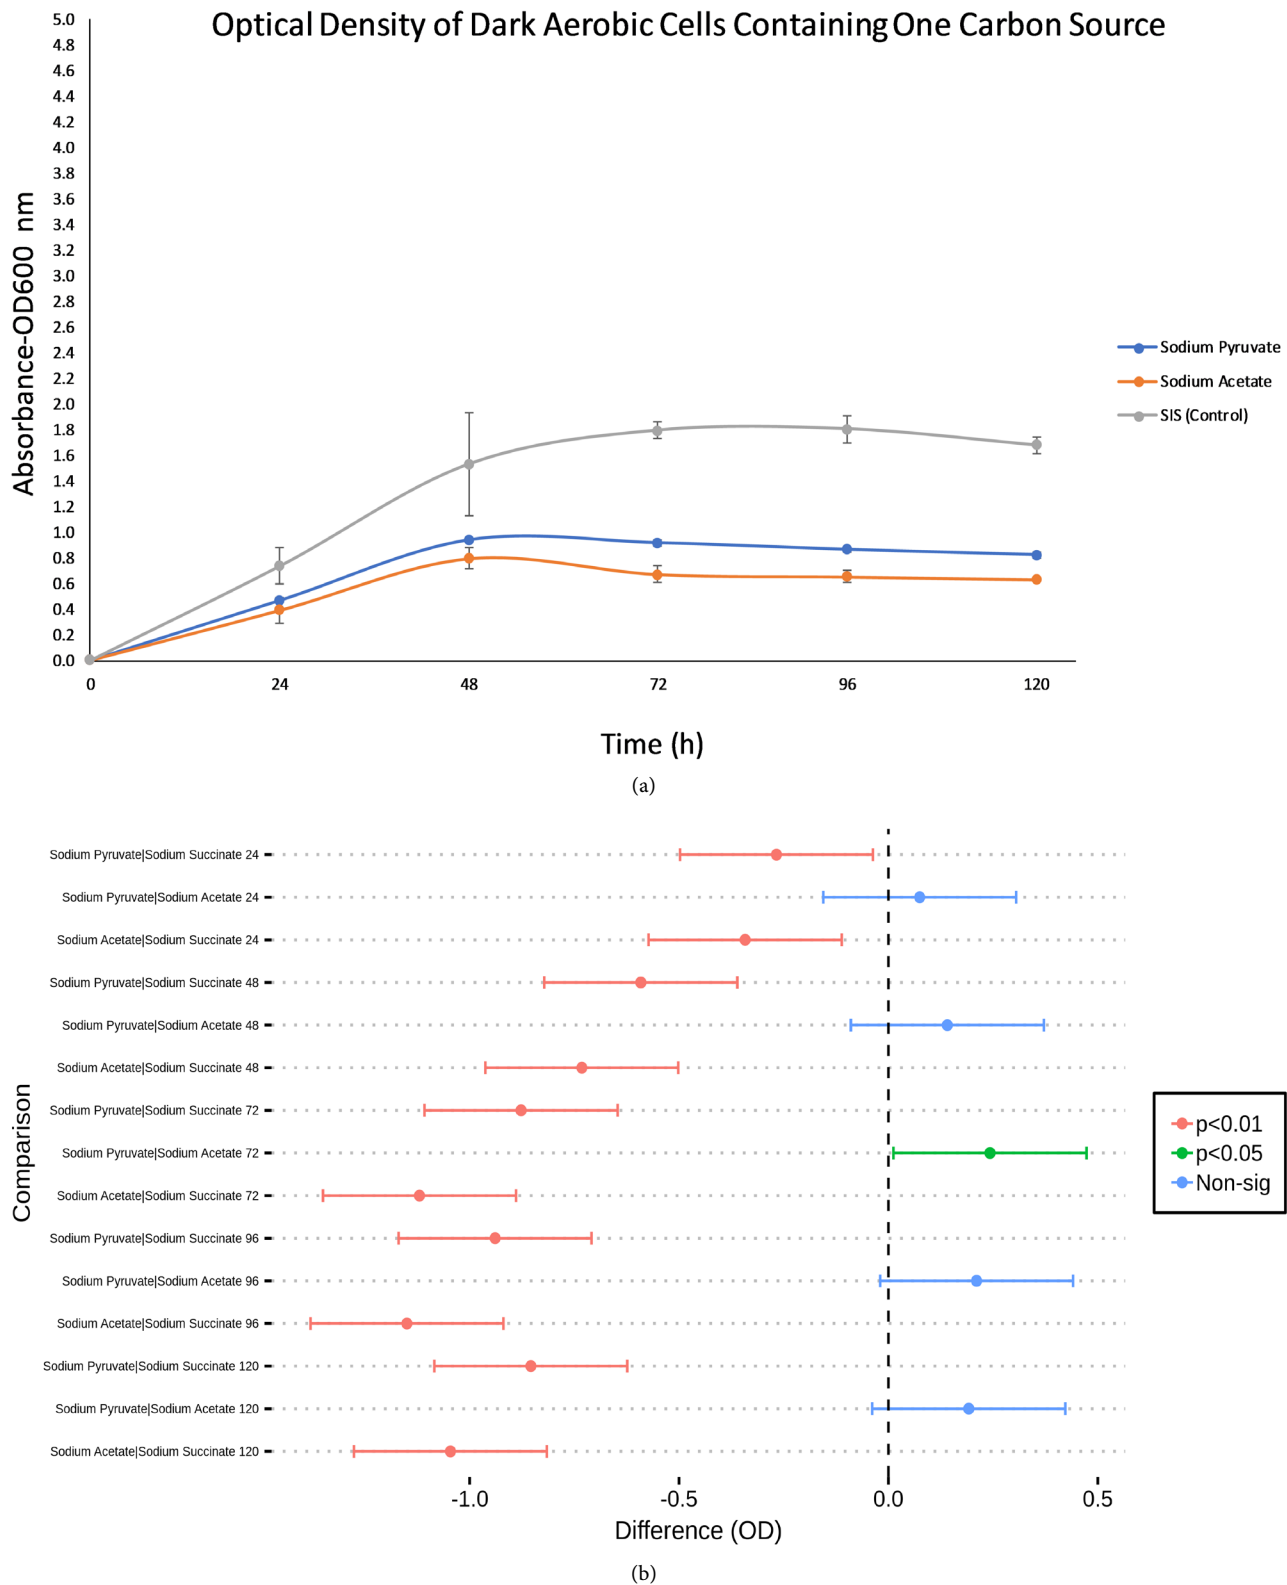 Optical Density of Dark Aerobic Cells Containing One Carbon Source
5.0
4.8
4.6
4.4
4.2
4.0
3.8
3.6
3.4
3.2
3.0
2.8
2.6
2.4
2.2
2.0
1.8
1.6
1.4
1.2
1.0
0.8
0.6
0.4
0.2
0.0
Absorbance-OD600 nm
0 24 48 72 96 120
Time (h)
Sodium Pyruvate
Sodium Acetate
SIS (Control)
(a)
Comparison
Sodium Pyruvate|Sodium Succinate 24
Sodium Pyruvate|Sodium Acetate 24
Sodium Acetate|Sodium Succinate 24
Sodium Pyruvate|Sodium Succinate 48
Sodium Pyruvate|Sodium Acetate 48
Sodium Acetate|Sodium Succinate 48
Sodium Pyruvate|Sodium Succinate 72
Sodium Pyruvate|Sodium Acetate 72
Sodium Acetate|Sodium Succinate 72
Sodium Pyruvate|Sodium Succinate 96
Sodium Pyruvate|Sodium Acetate 96
Sodium Acetate|Sodium Succinate 96
Sodium Pyruvate|Sodium Succinate 120
Sodium Pyruvate|Sodium Acetate 120
Sodium Acetate|Sodium Succinate 120
p<0.01
p<0.05
Non-sig
-1.0 -0.5 0.0 0.5
Difference (OD)
(b)